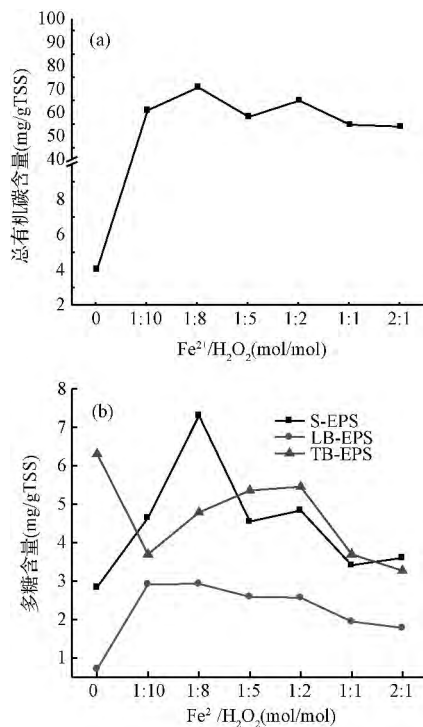 (a)
总有机碳含量(mg/gTSS)
100
90
80
70
60
50
40
8
6
4
2
0 1:10 1:8 1:5 1:2 1:1 2:1
Fe²⁺/H₂O₂(mol/mol)
(b)
S-EPS
LB-EPS
TB-EPS
多糖含量(mg/gTSS)
8
7
6
5
4
3
2
1
0 1:10 1:8 1:5 1:2 1:1 2:1
Fe² /H₂O₂(mol/mol)